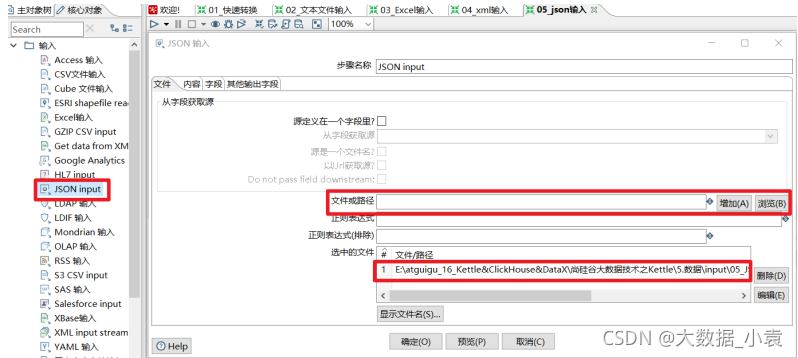 主对象树 核心对象
欢迎! 01_快速转换 02_文本文件输入 03_Excel输入 04_xml输入 05_json输入
Search
100%
输入
Access 输入
CSV文件输入
Cube 文件输入
ESRI shapefile rea
Excel输入
GZIP CSV input
Get data from XM
Google Analytics
HL7 input
JSON input
LDAP 输入
LDIF 输入
Mondrian 输入
OLAP 输入
RSS 输入
S3 CSV input
SAS 输入
Salesforce input
XBase输入
XML input stream
YAML 输入
JSON 输入
步骤名称 JSON input
文件 内容 字段 其他输出字段
从字段获取源
源定义在一个字段里?
从字段获取源
源是一个文件名?
以Url获取源?
Do not pass field downstream:
文件或路径 增加(A) 浏览(B)
正则表达式
正则表达式(排除)
选中的文件 # 文件/路径
1 E:\atguigu_16_Kettle&ClickHouse&DataX\尚硅谷大数据技术之Kettle\5.数据\input\05_JS 删除(D)
编辑(E)
显示文件名(S)...
Help 确定(O) 预览(P) 取消(C)
CSDN @大数据_小袁